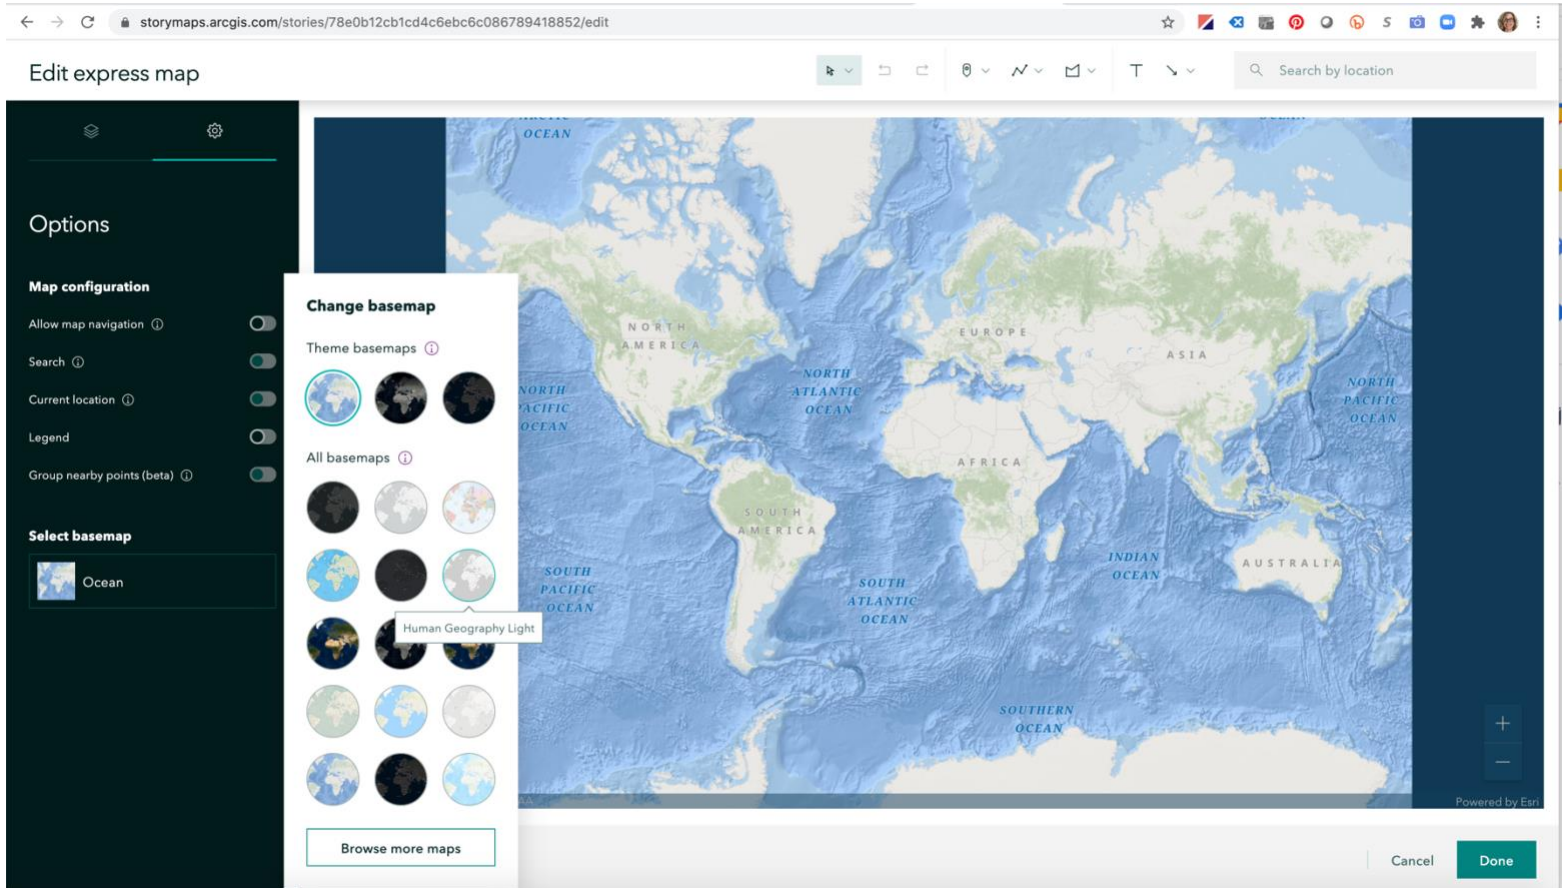 storymaps.arcgis.com/stories/78e0b12cb1cd4c6ebc6c086789418852/edit
Edit express map
Search by location
Options
Map configuration
Allow map navigation
Search
Current location
Legend
Group nearby points (beta)
Select basemap
Ocean
Change basemap
Theme basemaps
All basemaps
Human Geography Light
Browse more maps
OCEAN
NORTH
AMERICA
EUROPE
ASIA
NORTH
ATLANTIC
OCEAN
NORTH
PACIFIC
OCEAN
NORTH
PACIFIC
OCEAN
AFRICA
SOUTH
AMERICA
INDIAN
OCEAN
AUSTRALIA
SOUTH
PACIFIC
OCEAN
SOUTH
ATLANTIC
OCEAN
SOUTHERN
OCEAN
Powered by Esri
Cancel
Done